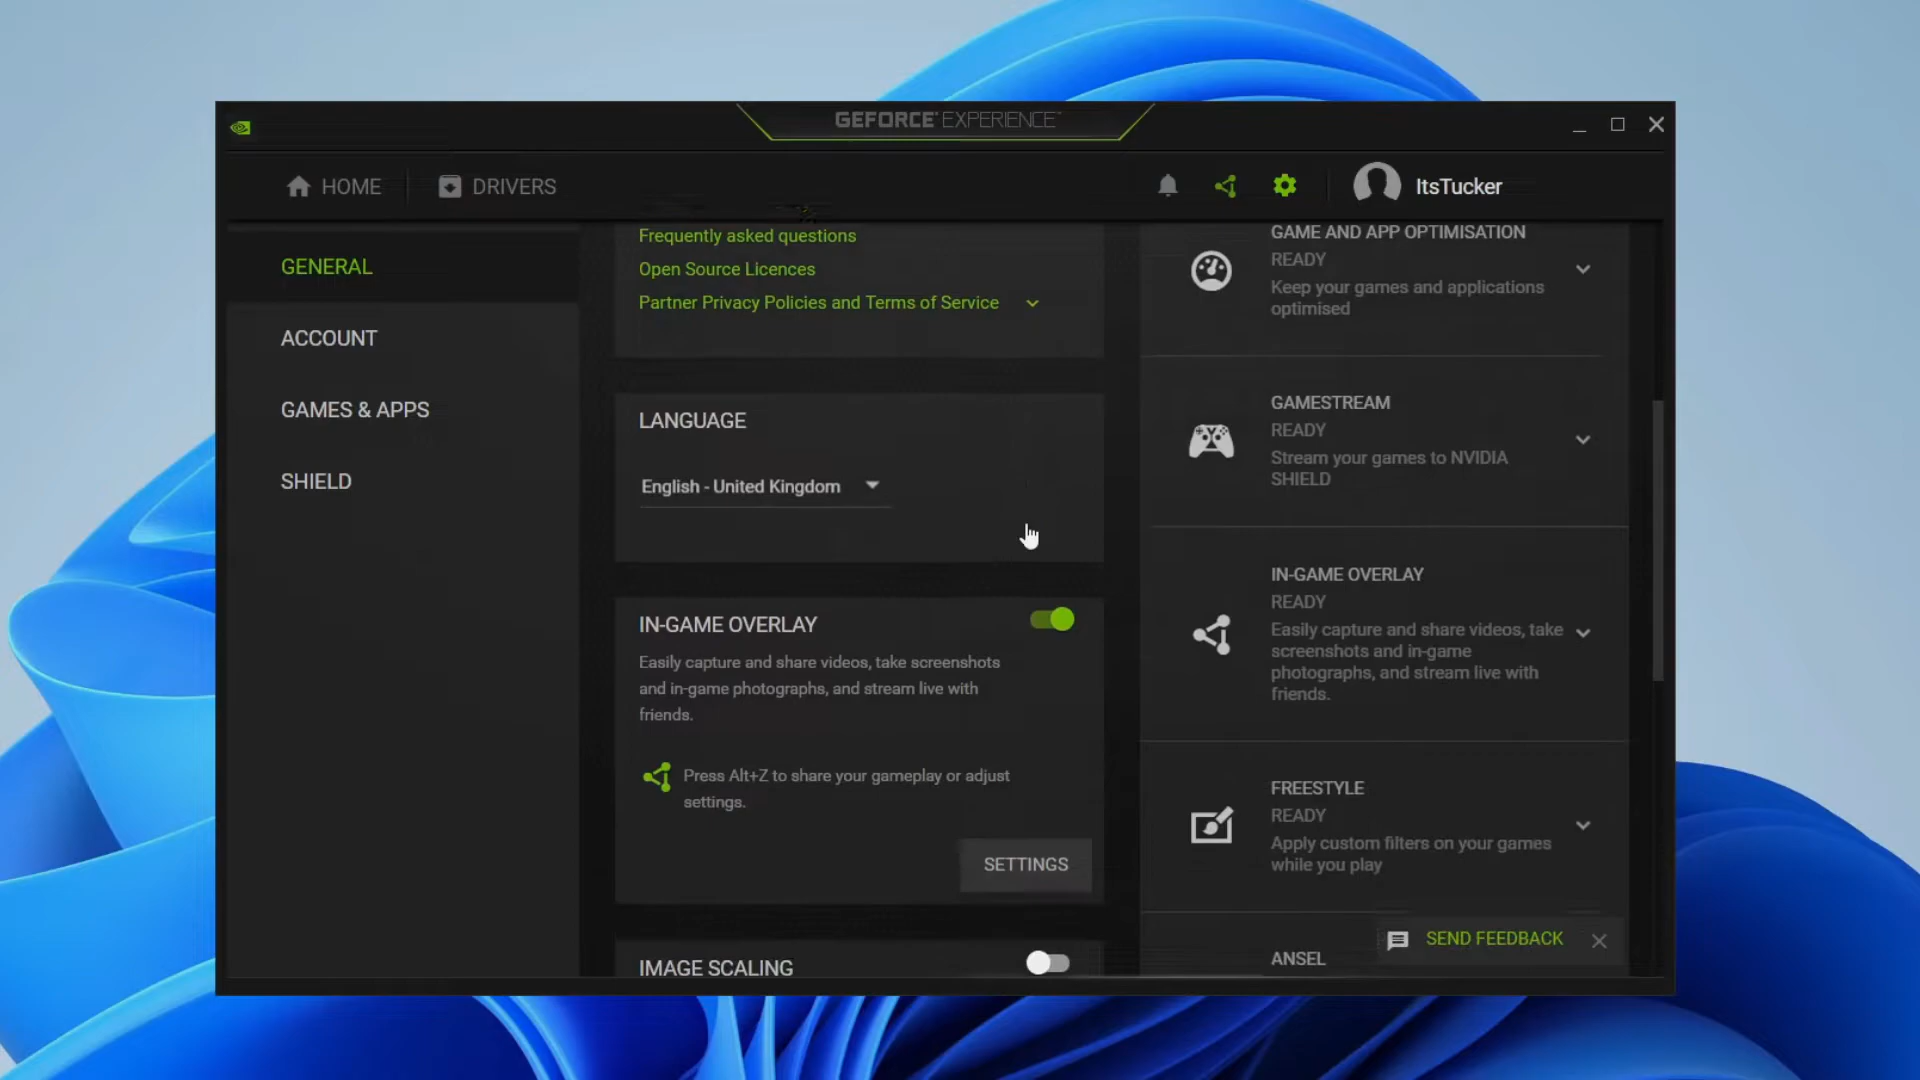 GEFORCE EXPERIENCE
HOME
DRIVERS
ItsTucker
GENERAL
ACCOUNT
GAMES & APPS
SHIELD
Frequently asked questions
Open Source Licences
Partner Privacy Policies and Terms of Service
LANGUAGE
English - United Kingdom
IN-GAME OVERLAY
Easily capture and share videos, take screenshots
and in-game photographs, and stream live with
friends.
Press Alt+Z to share your gameplay or adjust
settings.
SETTINGS
IMAGE SCALING
GAME AND APP OPTIMISATION
READY
Keep your games and applications
optimised
GAMESTREAM
READY
Stream your games to NVIDIA
SHIELD
IN-GAME OVERLAY
READY
Easily capture and share videos, take
screenshots and in-game
photographs, and stream live with
friends.
FREESTYLE
READY
Apply custom filters on your games
while you play
ANSEL
SEND FEEDBACK